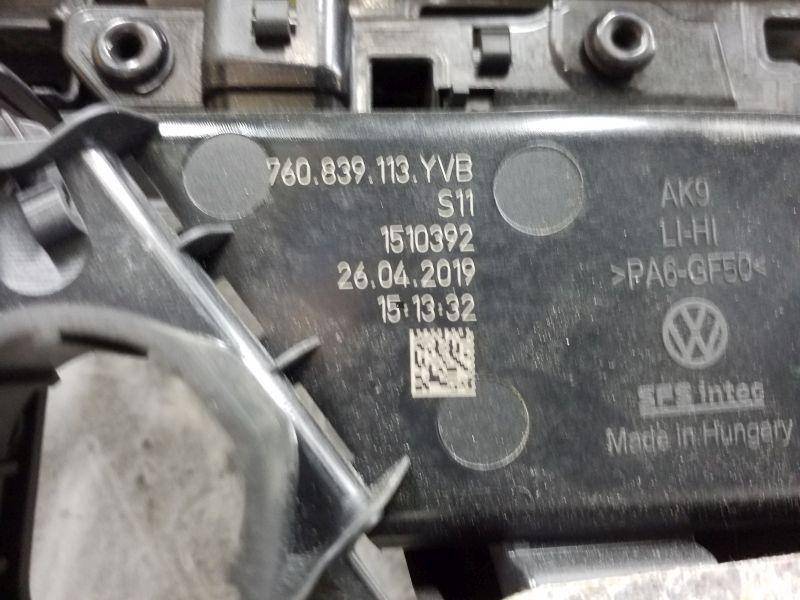 760.839.113.YVB
S11
1510392
26.04.2019
15:13:32
AK9
LI-HI
>PA6-GF50<
SFS intec
Made in Hungary